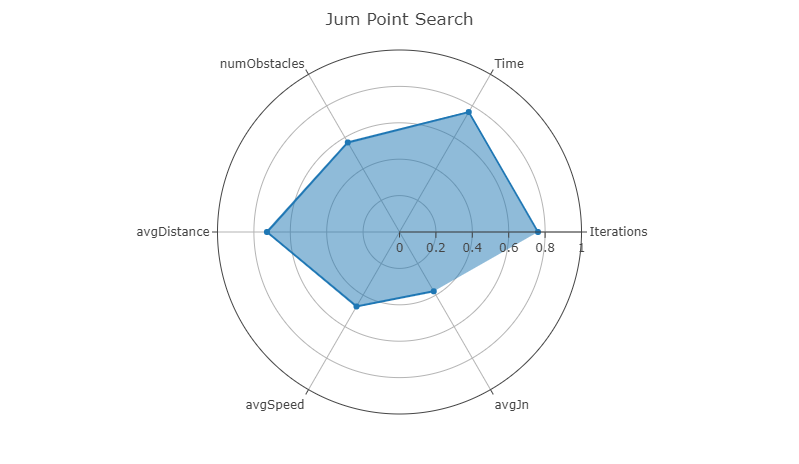 Jum Point Search
numObstacles
Time
avgDistance
Iterations
0 0.2 0.4 0.6 0.8 1
avgSpeed
avgJn